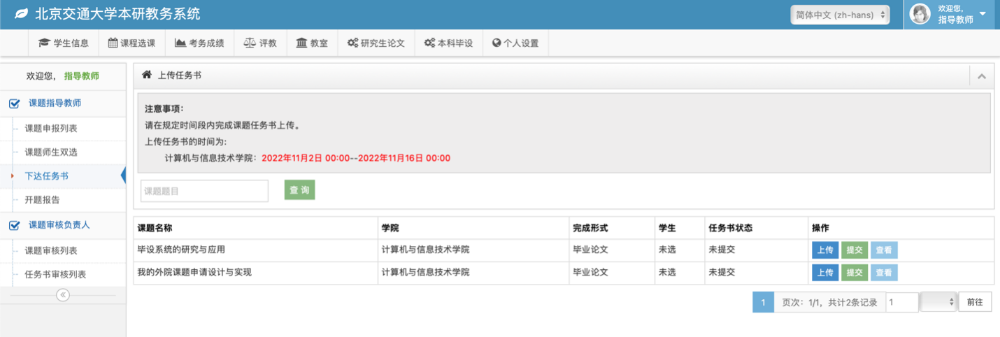 北京交通大学本研教务系统
简体中文 (zh-hans)
欢迎您,
指导教师
学生信息
课程选课
考务成绩
评教
教室
研究生论文
本科毕设
个人设置
欢迎您， 指导教师
课题指导教师
课题申报列表
课题师生双选
下达任务书
开题报告
课题审核负责人
课题审核列表
任务书审核列表
上传任务书
注意事项：
请在规定时间段内完成课题任务书上传。
上传任务书的时间为:
计算机与信息技术学院：2022年11月2日 00:00--2022年11月16日 00:00
课题题目
查 询
课题名称 学院 完成形式 学生 任务书状态 操作
毕设系统的研究与应用 计算机与信息技术学院 毕业论文 未选 未提交 上传 提交 查看
我的外院课题申请设计与实现 计算机与信息技术学院 毕业论文 未选 未提交 上传 提交 查看
1 页次：1/1，共计2条记录 1 前往